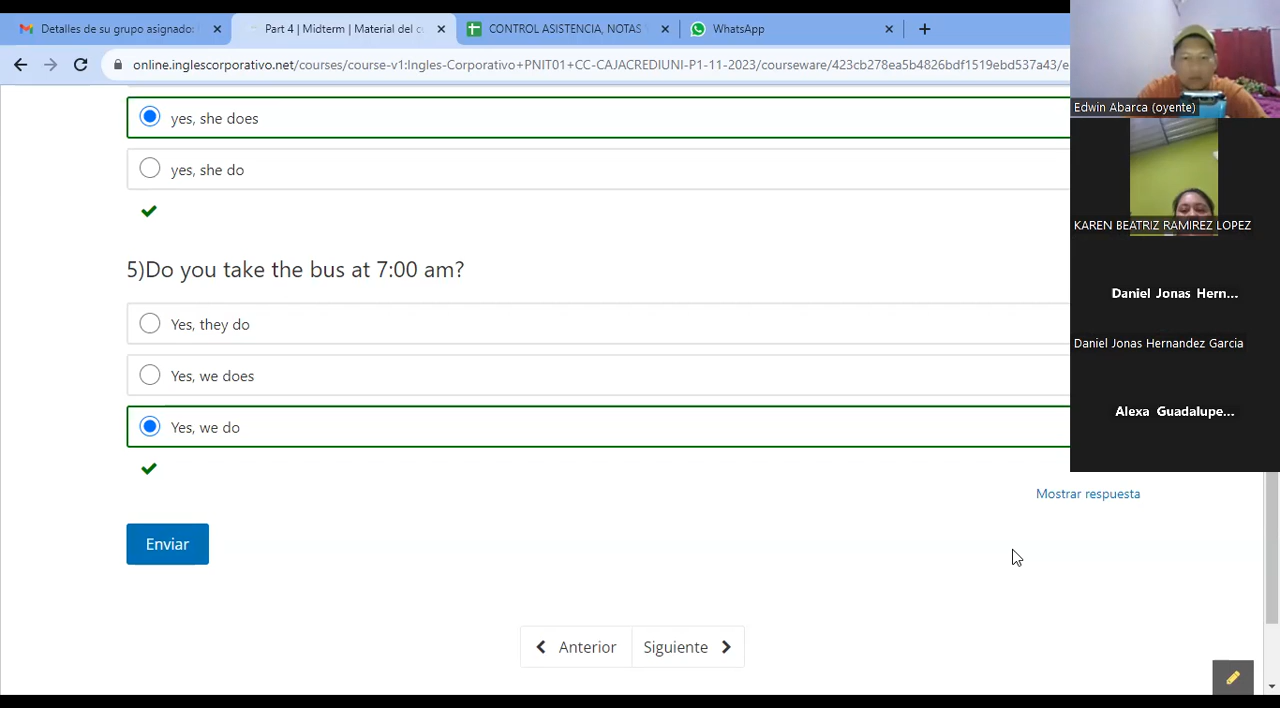 Detalles de su grupo asignado:
Part 4 | Midterm | Material del cu
CONTROL ASISTENCIA, NOTAS
WhatsApp
online.inglescorporativo.net/courses/course-v1:Ingles-Corporativo+PNIT01+CC-CAJACREDIUNI-P1-11-2023/courseware/423cb278ea5b4826bdf1519ebd537a43/e
Edwin Abarca (oyente)
yes, she does
yes, she do
KAREN BEATRIZ RAMIREZ LOPEZ
5)Do you take the bus at 7:00 am?
Daniel Jonas Hern...
Yes, they do
Daniel Jonas Hernandez Garcia
Yes, we does
Alexa Guadalupe...
Yes, we do
Mostrar respuesta
Enviar
Anterior
Siguiente